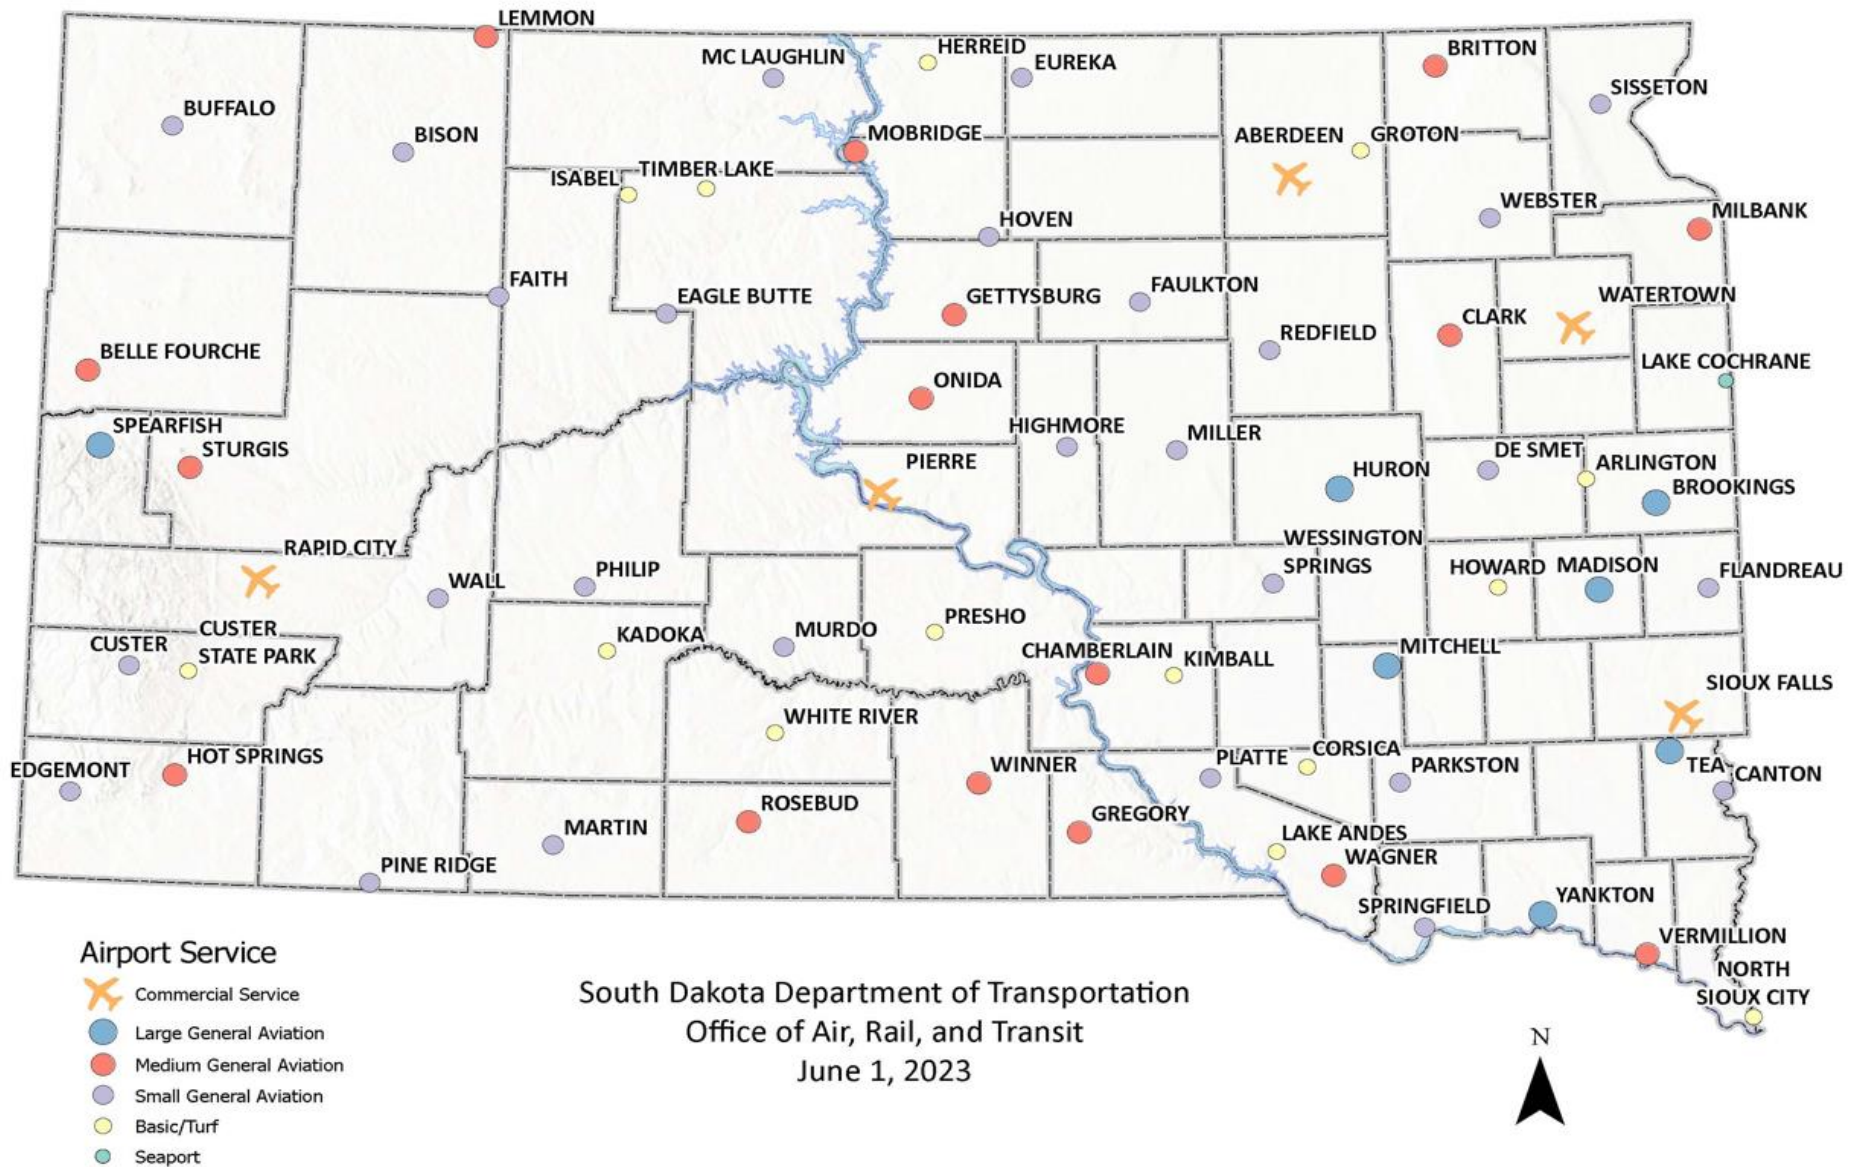 LEMMON
MC LAUGHLIN
HERREID
EUREKA
BRITTON
SISSETON
BUFFALO
BISON
MOBRIDGE
ABERDEEN
GROTON
ISABEL
TIMBER LAKE
WEBSTER
MILBANK
HOVEN
FAITH
EAGLE BUTTE
GETTYSBURG
FAULKTON
WATERTOWN
CLARK
REDFIELD
BELLE FOURCHE
LAKE COCHRANE
ONIDA
SPEARFISH
STURGIS
HIGHMORE
MILLER
PIERRE
HURON
DE SMET
ARLINGTON
BROOKINGS
RAPID CITY
WESSINGTON
SPRINGS
WALL
PHILIP
HOWARD
MADISON
FLANDREAU
CUSTER
CUSTER
STATE PARK
KADOKA
MURDO
PRESHO
CHAMBERLAIN
KIMBALL
MITCHELL
SIOUX FALLS
WHITE RIVER
EDGEMONT
HOT SPRINGS
WINNER
PLATTE
CORSICA
PARKSTON
TEA
CANTON
ROSEBUD
MARTIN
GREGORY
LAKE ANDES
WAGNER
PINE RIDGE
SPRINGFIELD
YANKTON
VERMILLION
NORTH
SIOUX CITY
Airport Service
Commercial Service
Large General Aviation
Medium General Aviation
Small General Aviation
Basic/Turf
Seaport
South Dakota Department of Transportation
Office of Air, Rail, and Transit
June 1, 2023
N